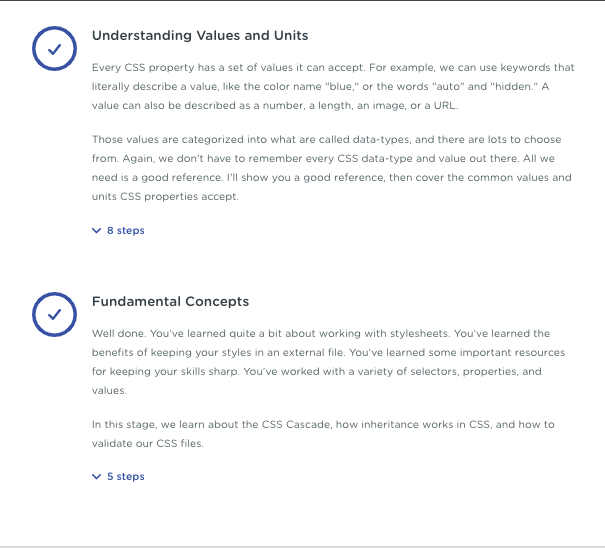 Understanding Values and Units
Every CSS property has a set of values it can accept. For example, we can use keywords that
literally describe a value, like the color name "blue," or the words "auto" and "hidden." A
value can also be described as a number, a length, an image, or a URL.
Those values are categorized into what are called data-types, and there are lots to choose
from. Again, we don't have to remember every CSS data-type and value out there. All we
need is a good reference. I'll show you a good reference, then cover the common values and
units CSS properties accept.
8 steps
Fundamental Concepts
Well done. You've learned quite a bit about working with stylesheets. You've learned the
benefits of keeping your styles in an external file. You've learned some important resources
for keeping your skills sharp. You've worked with a variety of selectors, properties, and
values.
In this stage, we learn about the CSS Cascade, how inheritance works in CSS, and how to
validate our CSS files.
5 steps